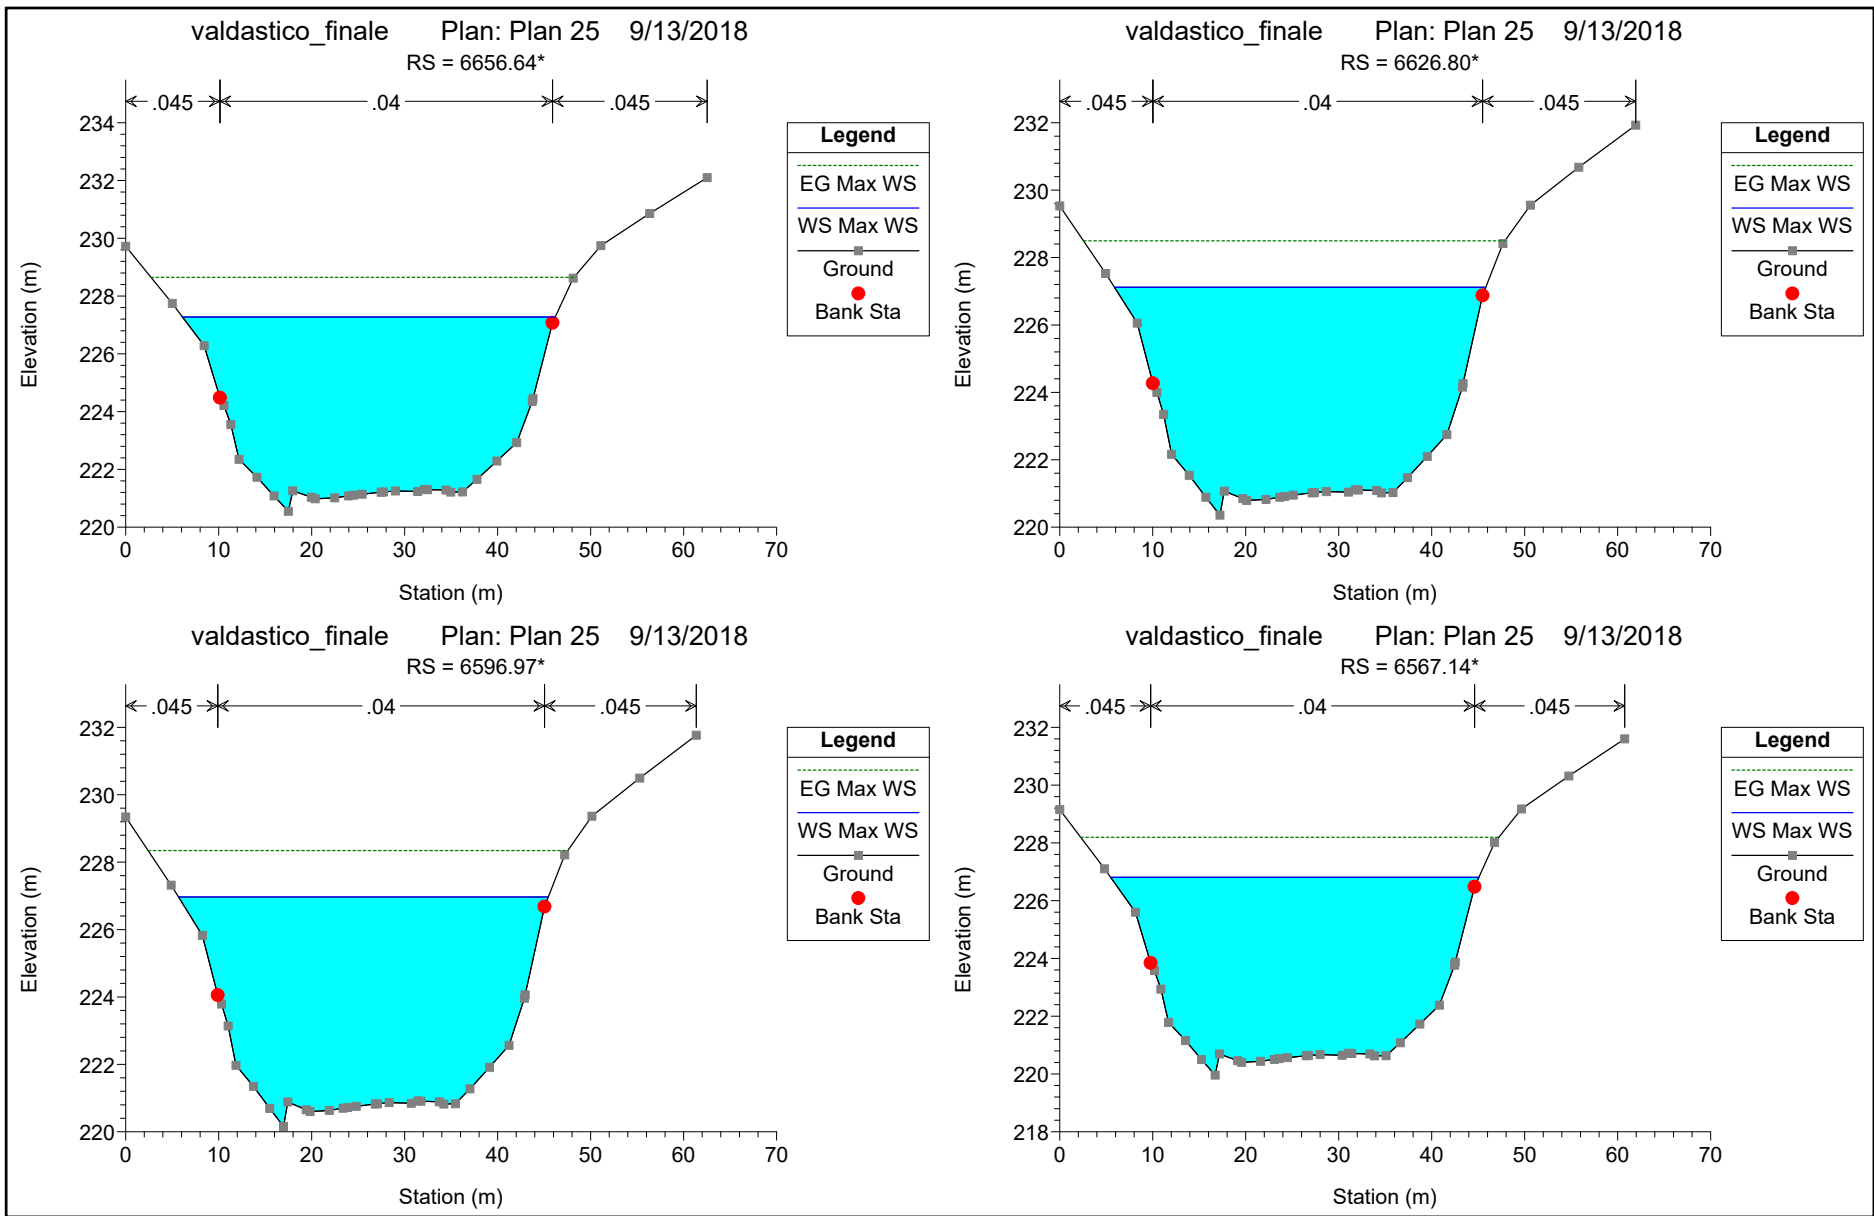 valdastico_finale Plan: Plan 25 9/13/2018
RS = 6656.64*
.045 .04 .045
234
232
230
228
226
224
222
220
0 10 20 30 40 50 60 70
Elevation (m)
Station (m)
Legend
EG Max WS
WS Max WS
Ground
Bank Sta
valdastico_finale Plan: Plan 25 9/13/2018
RS = 6626.80*
.045 .04 .045
232
230
228
226
224
222
220
0 10 20 30 40 50 60 70
Elevation (m)
Station (m)
Legend
EG Max WS
WS Max WS
Ground
Bank Sta
valdastico_finale Plan: Plan 25 9/13/2018
RS = 6596.97*
.045 .04 .045
232
230
228
226
224
222
220
0 10 20 30 40 50 60 70
Elevation (m)
Station (m)
Legend
EG Max WS
WS Max WS
Ground
Bank Sta
valdastico_finale Plan: Plan 25 9/13/2018
RS = 6567.14*
.045 .04 .045
232
230
228
226
224
222
220
218
0 10 20 30 40 50 60 70
Elevation (m)
Station (m)
Legend
EG Max WS
WS Max WS
Ground
Bank Sta